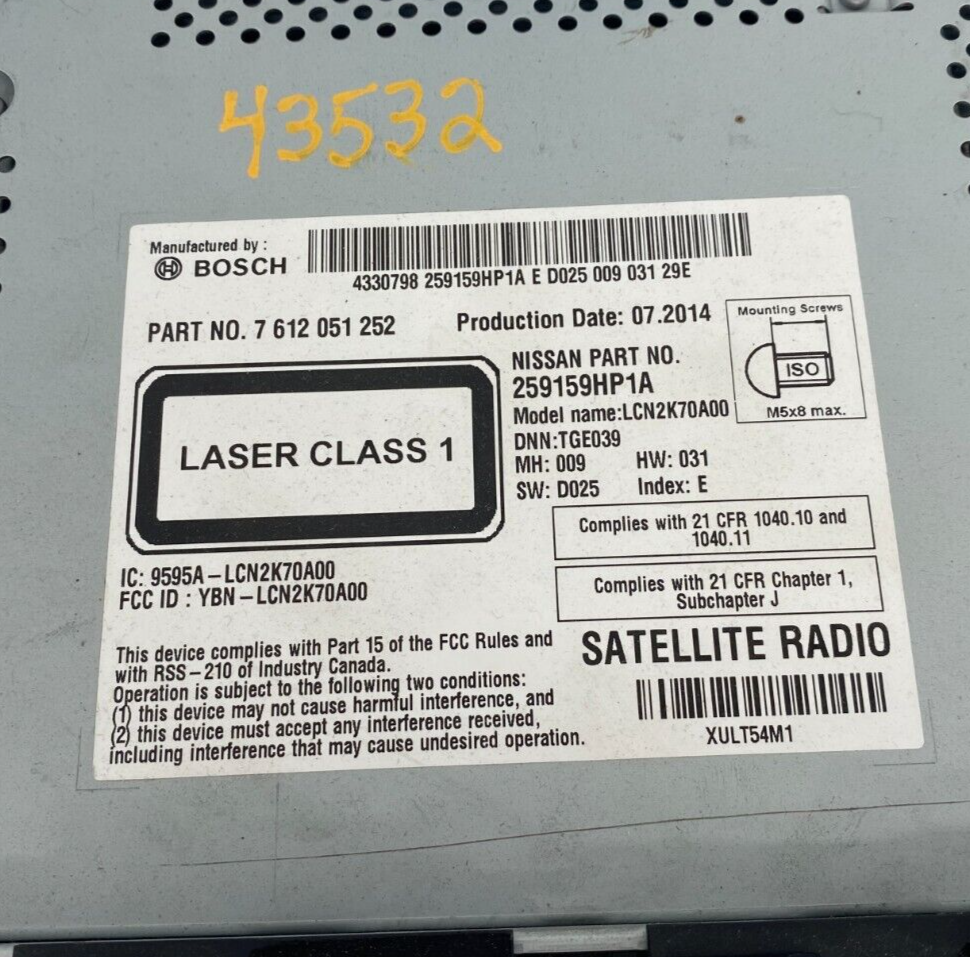 43532
Manufactured by :
BOSCH
4330798 259159HP1A E D025 009 031 29E
PART NO. 7 612 051 252
Production Date: 07.2014
Mounting Screws
ISO
M5x8 max.
NISSAN PART NO.
259159HP1A
Model name:LCN2K70A00
DNN:TGE039
MH: 009 HW: 031
SW: D025 Index: E
LASER CLASS 1
Complies with 21 CFR 1040.10 and
1040.11
Complies with 21 CFR Chapter 1,
Subchapter J
IC: 9595A-LCN2K70A00
FCC ID : YBN-LCN2K70A00
This device complies with Part 15 of the FCC Rules and
with RSS-210 of Industry Canada.
Operation is subject to the following two conditions:
(1) this device may not cause harmful interference, and
(2) this device must accept any interference received,
including interference that may cause undesired operation.
SATELLITE RADIO
XULT54M1